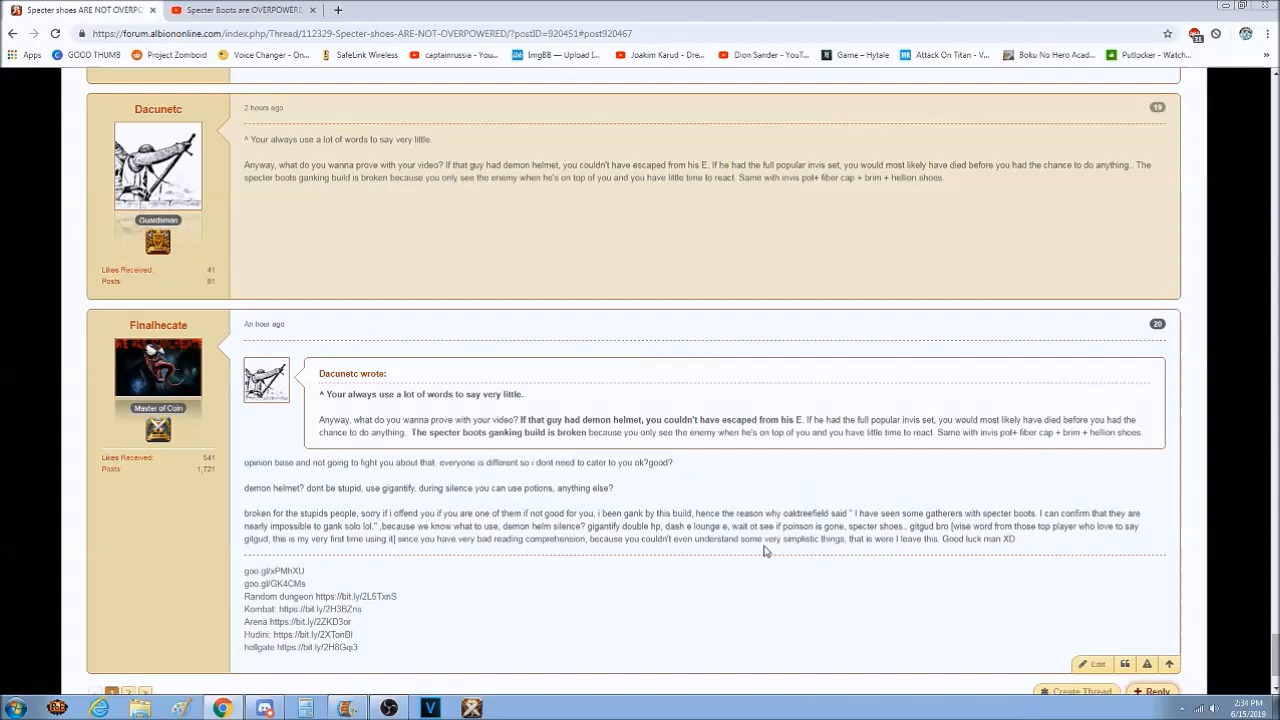 Specter shoes ARE NOT OVERPO
Specter Boots are OVERPOWERE
https://forum.albiononline.com/index.php/Thread/112329-Specter-shoes-ARE-NOT-OVERPOWERED/?postID=920451#post920467
Apps GOOD THUMB Project Zomboid Voice Changer - Onl... SafeLink Wireless captainrussia - You... ImgBB — Upload I... Joakim Karud - Dre... Dion Sander - YouT... Game – Hytale Attack On Titan - V... Boku No Hero Acad... Putlocker - Watch... »
Dacunetc
2 hours ago
19
^ Your always use a lot of words to say very little.
Anyway, what do you wanna prove with your video? If that guy had demon helmet, you couldn't have escaped from his E. If he had the full popular invis set, you would most likely have died before you had the chance to do anything.. The
specter boots ganking build is broken because you only see the enemy when he's on top of you and you have little time to react. Same with invis pot+ fiber cap + brim + hellion shoes.
Guardsman
Likes Received: 41
Posts: 81
Finalhecate
An hour ago
20
Dacunetc wrote:
^ Your always use a lot of words to say very little.
Anyway, what do you wanna prove with your video? If that guy had demon helmet, you couldn't have escaped from his E. If he had the full popular invis set, you would most likely have died before you had the
chance to do anything.. The specter boots ganking build is broken because you only see the enemy when he's on top of you and you have little time to react. Same with invis pot+ fiber cap + brim + hellion shoes.
Master of Coin
Likes Received: 541
Posts: 1,721
opinion base and not going to fight you about that. everyone is different so i dont need to cater to you ok?good?
demon helmet? dont be stupid, use gigantify. during silence you can use potions, anything else?
broken for the stupids people, sorry if i offend you if you are one of them if not good for you, i been gank by this build, hence the reason why oaktreefield said " I have seen some gatherers with specter boots. I can confirm that they are
nearly impossible to gank solo lol." ,because we know what to use, demon helm silence? gigantify double hp, dash e lounge e, wait ot see if poinson is gone, specter shoes.. gitgud bro [wise word from those top player who love to say
gitgud, this is my very first time using it] since you have very bad reading comprehension, because you couldn't even understand some very simplistic things, that is were I leave this. Good luck man XD
goo.gl/xPMhXU
goo.gl/GK4CMs
Random dungeon https://bit.ly/2L5TxnS
Kombat: https://bit.ly/2H3BZns
Arena https://bit.ly/2ZKD3or
Hudini: https://bit.ly/2XTonBl
hellgate https://bit.ly/2H8Gqi3
Edit
1 2 »
Create Thread
Reply
2:34 PM
6/15/2019